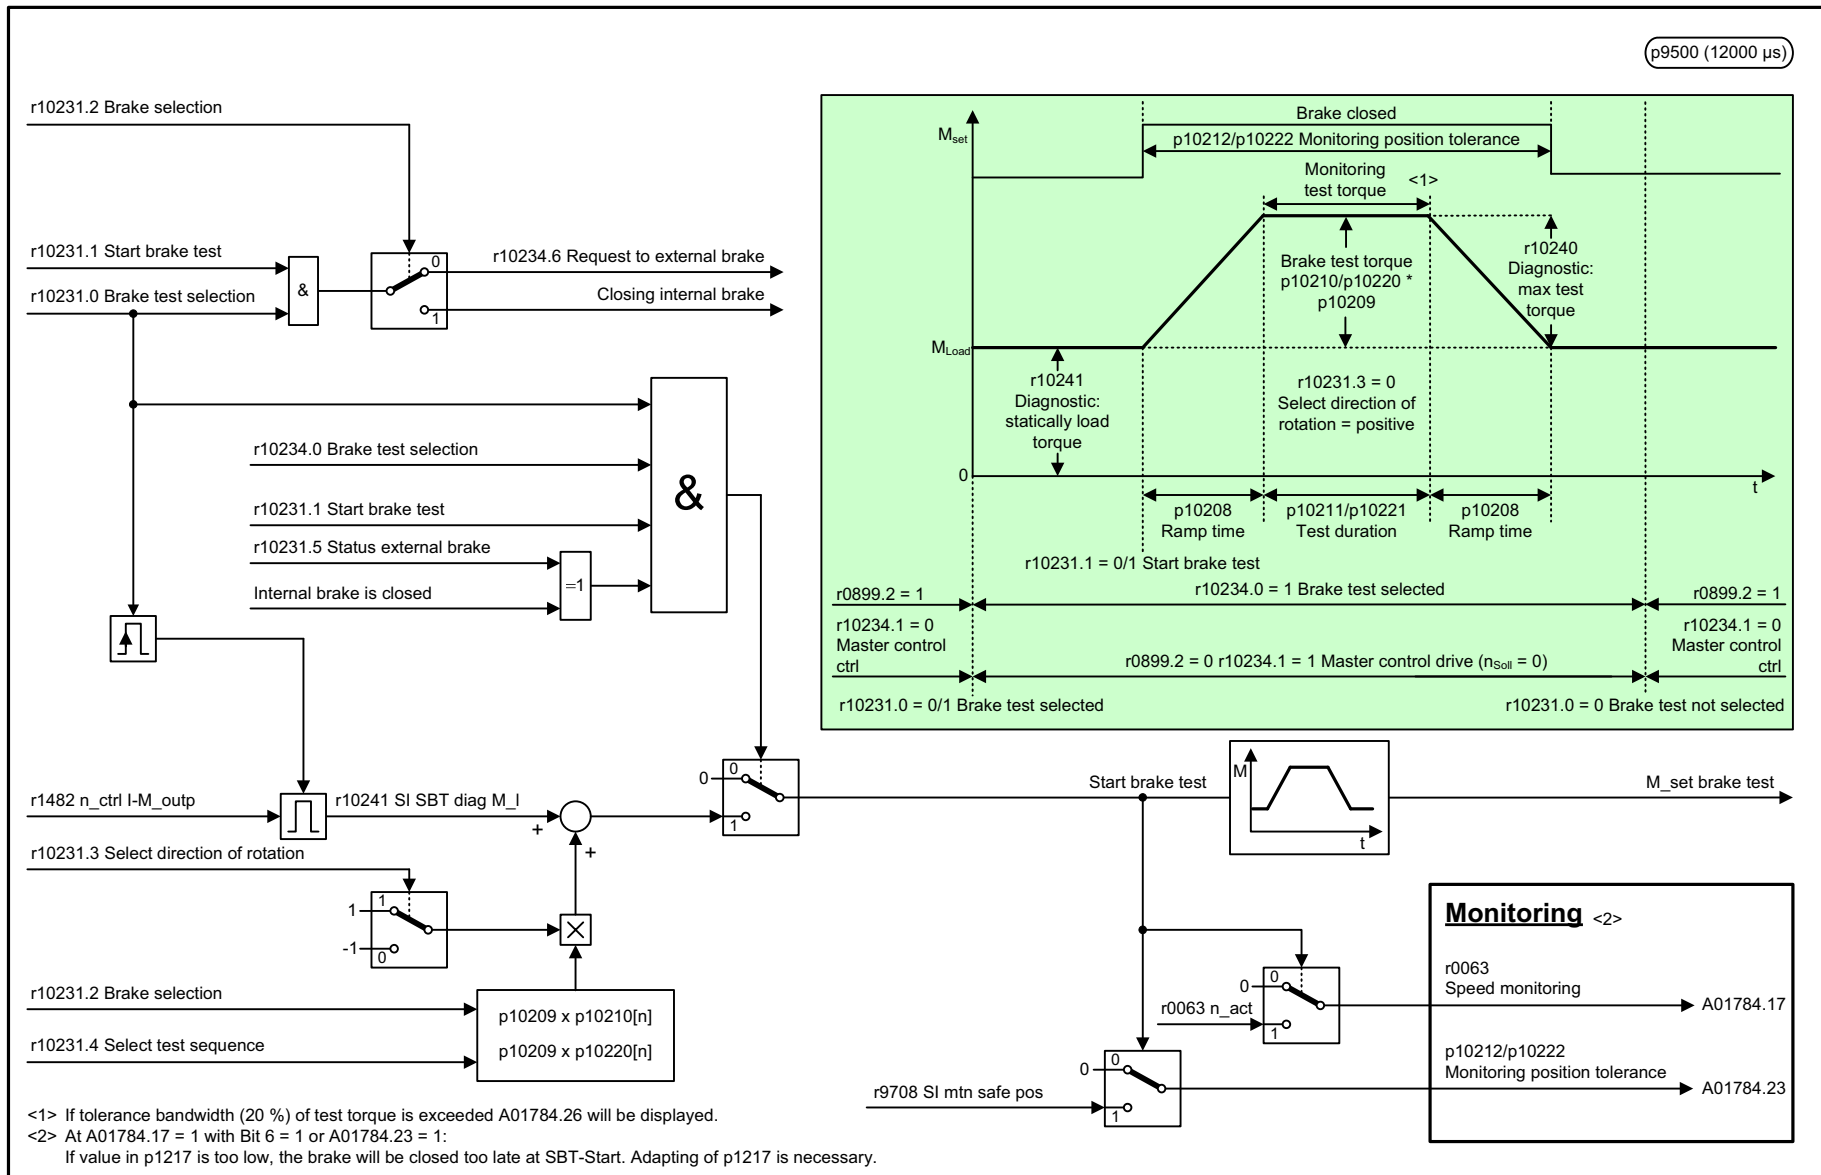 p9500 (12000 µs)
r10231.2 Brake selection
r10231.1 Start brake test
r10231.0 Brake test selection
&
0
1
r10234.6 Request to external brake
Closing internal brake
r10234.0 Brake test selection
r10231.1 Start brake test
r10231.5 Status external brake
Internal brake is closed
=1
&
Mset
Brake closed
p10212/p10222 Monitoring position tolerance
Monitoring
test torque
<1>
Brake test torque
p10210/p10220 *
p10209
r10240
Diagnostic:
max test
torque
MLoad
r10241
Diagnostic:
statically load
torque
r10231.3 = 0
Select direction of
rotation = positive
0
t
p10208
Ramp time
p10211/p10221
Test duration
p10208
Ramp time
r10231.1 = 0/1 Start brake test
r0899.2 = 1
r10234.0 = 1 Brake test selected
r0899.2 = 1
r10234.1 = 0
Master control
ctrl
r0899.2 = 0 r10234.1 = 1 Master control drive (nSoll = 0)
r10234.1 = 0
Master control
ctrl
r10231.0 = 0/1 Brake test selected
r10231.0 = 0 Brake test not selected
r1482 n_ctrl I-M_outp
r10241 SI SBT diag M_l
+
+
0
0
1
Start brake test
M
t
M_set brake test
r10231.3 Select direction of rotation
1
1
-1
0
r10231.2 Brake selection
r10231.4 Select test sequence
p10209 x p10210[n]
p10209 x p10220[n]
0
0
r0063 n_act
1
0
0
r9708 SI mtn safe pos
1
Monitoring <2>
r0063
Speed monitoring
A01784.17
p10212/p10222
Monitoring position tolerance
A01784.23
<1> If tolerance bandwidth (20 %) of test torque is exceeded A01784.26 will be displayed.
<2> At A01784.17 = 1 with Bit 6 = 1 or A01784.23 = 1:
If value in p1217 is too low, the brake will be closed too late at SBT-Start. Adapting of p1217 is necessary.